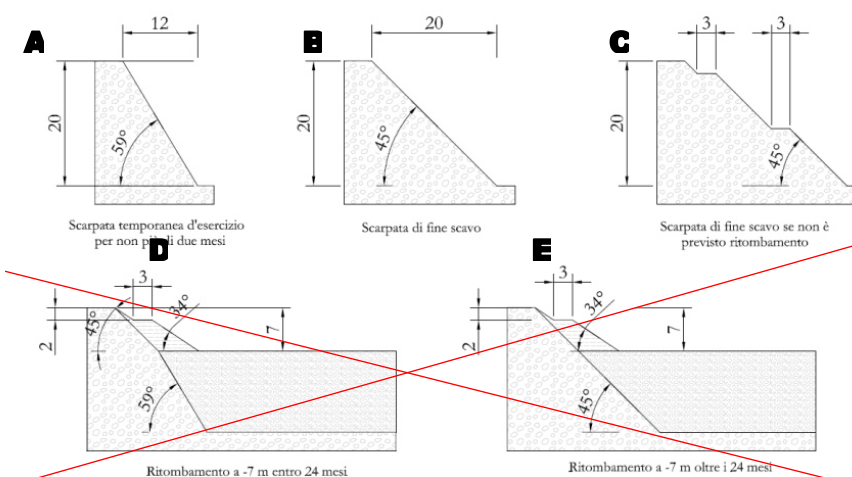 A
12
20
59°
Scarpata temporanea d'esercizio
per non più di due mesi
B
20
20
45°
Scarpata di fine scavo
C
3
3
20
45°
Scarpata di fine scavo se non è
previsto ritombamento
D
3
34°
45°
2
7
59°
Ritombamento a -7 m entro 24 mesi
E
3
34°
2
7
45°
Ritombamento a -7 m oltre i 24 mesi